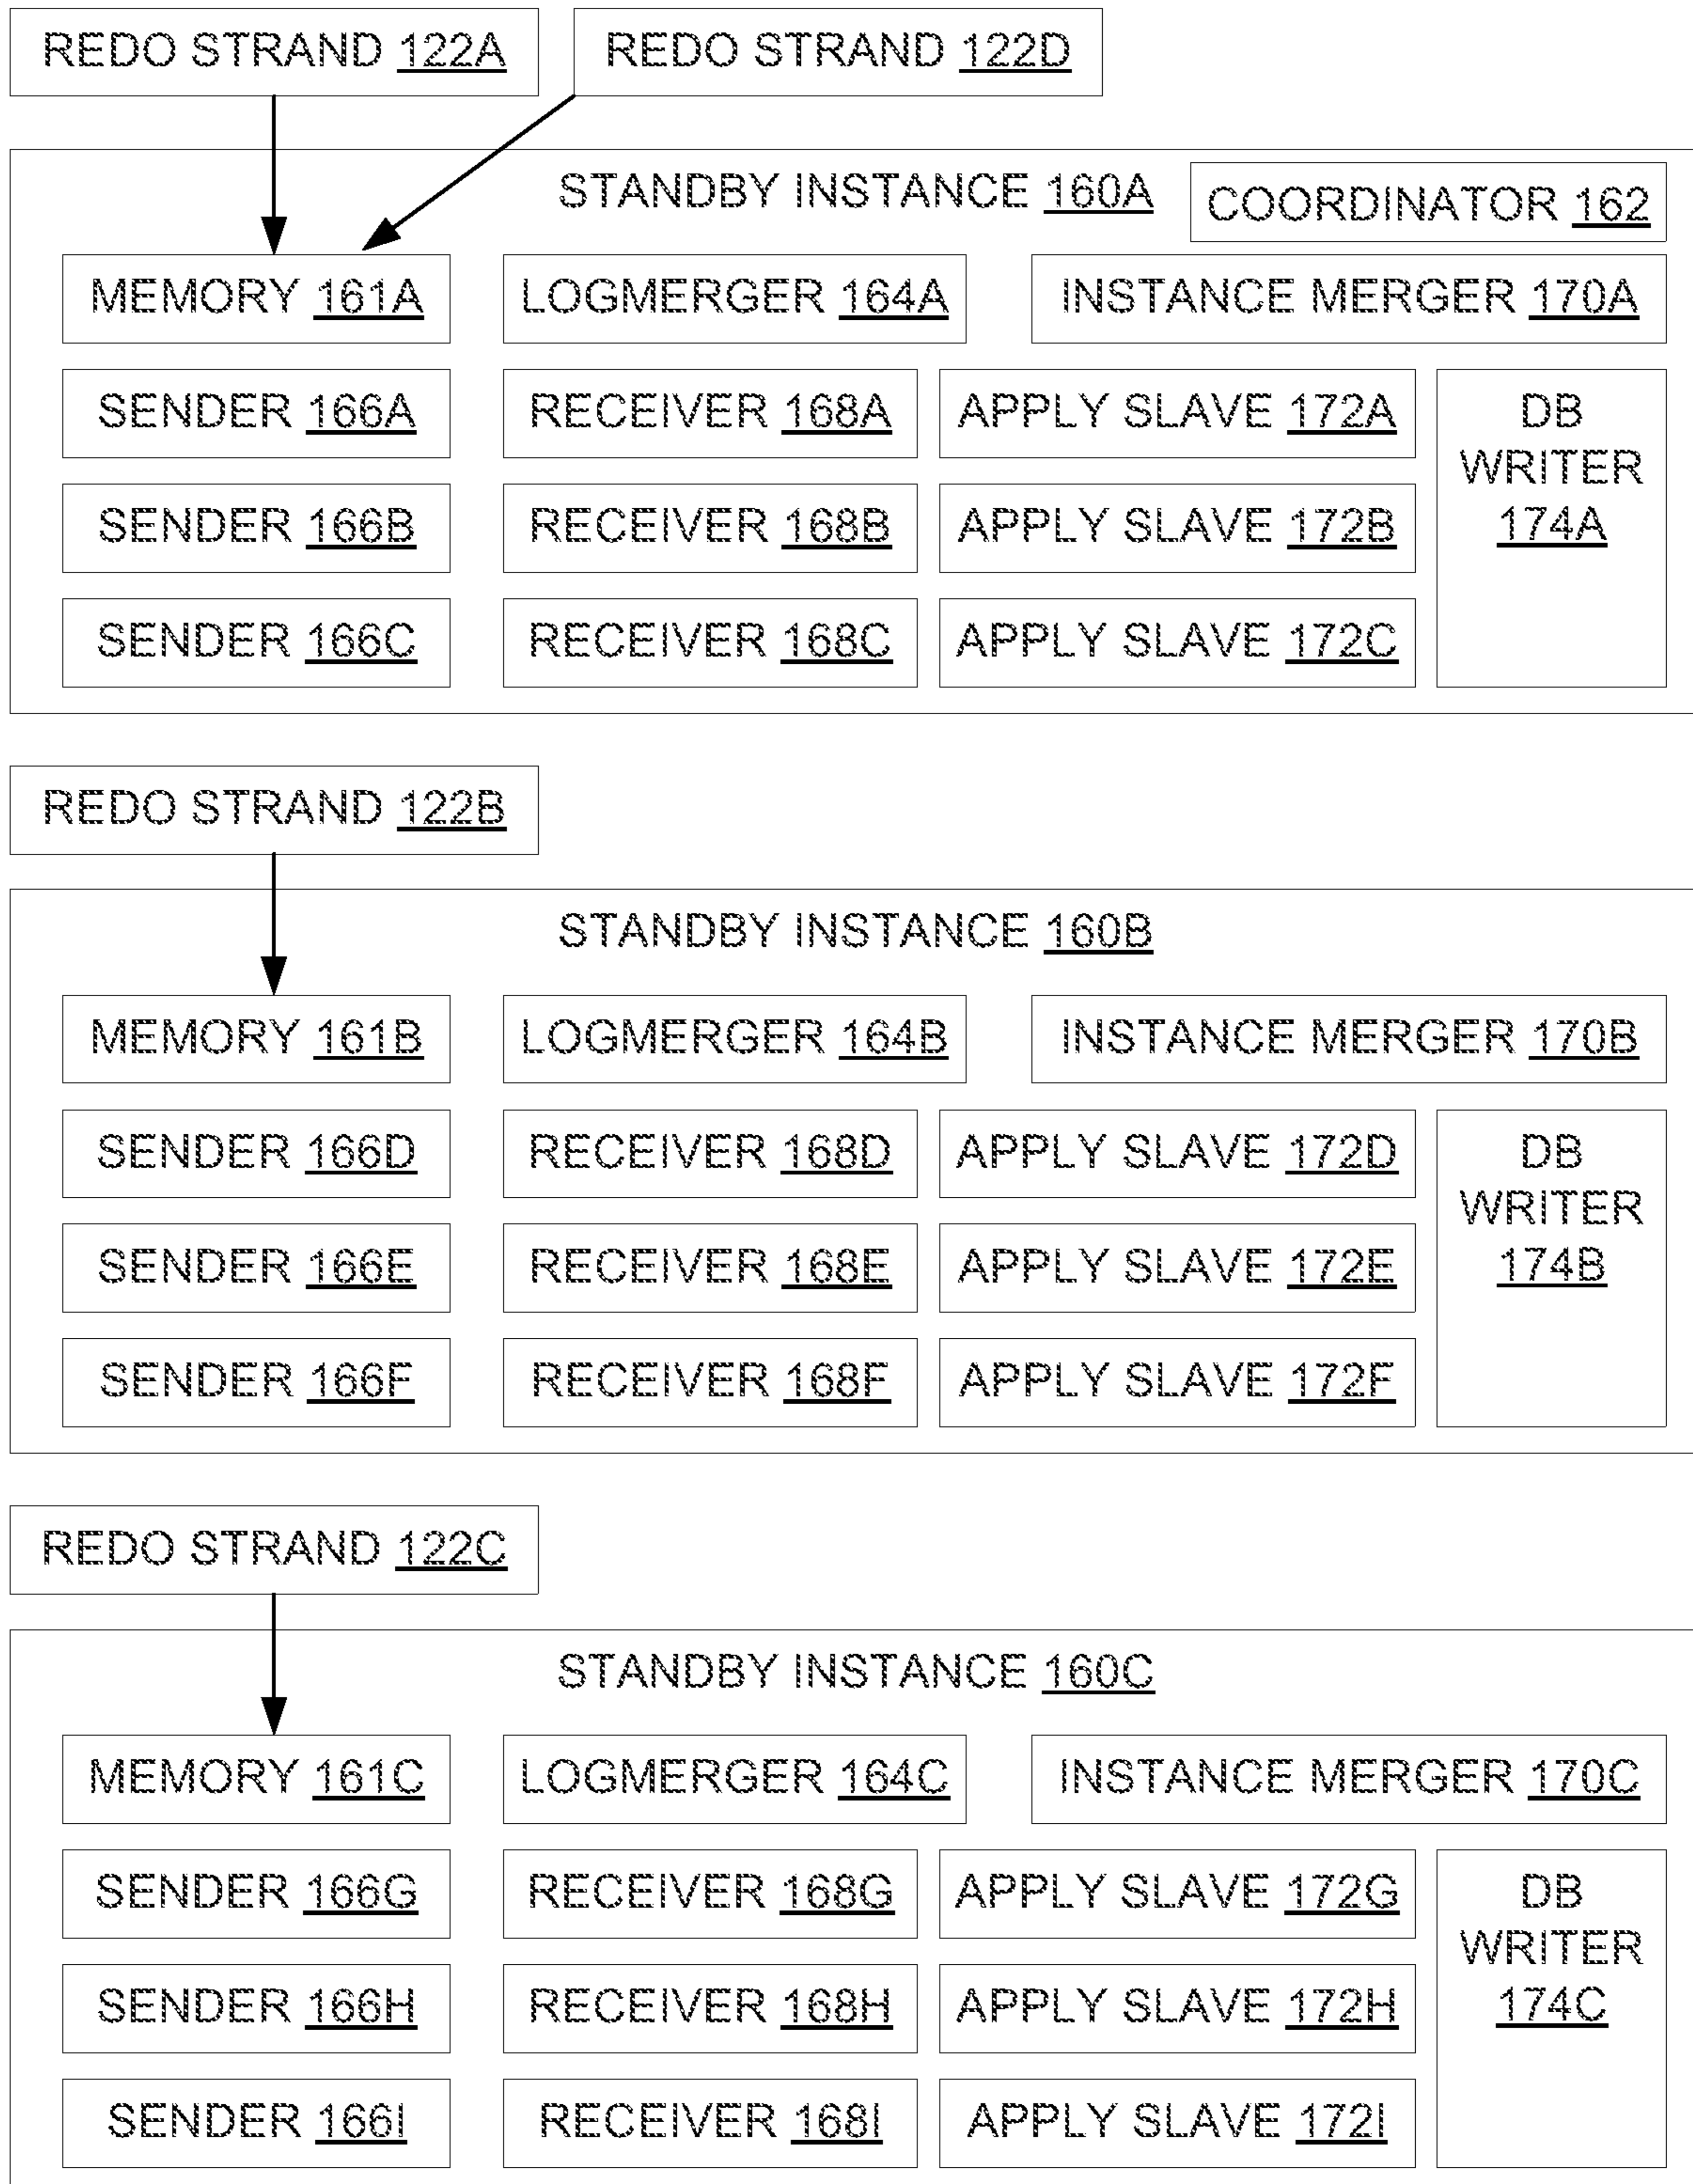 REDO STRAND 122A
REDO STRAND 122D
STANDBY INSTANCE 160A
COORDINATOR 162
MEMORY 161A
LOGMERGER 164A
INSTANCE MERGER 170A
SENDER 166A
RECEIVER 168A
APPLY SLAVE 172A
DB
WRITER
174A
SENDER 166B
RECEIVER 168B
APPLY SLAVE 172B
SENDER 166C
RECEIVER 168C
APPLY SLAVE 172C
REDO STRAND 122B
STANDBY INSTANCE 160B
MEMORY 161B
LOGMERGER 164B
INSTANCE MERGER 170B
SENDER 166D
RECEIVER 168D
APPLY SLAVE 172D
DB
WRITER
174B
SENDER 166E
RECEIVER 168E
APPLY SLAVE 172E
SENDER 166F
RECEIVER 168F
APPLY SLAVE 172F
REDO STRAND 122C
STANDBY INSTANCE 160C
MEMORY 161C
LOGMERGER 164C
INSTANCE MERGER 170C
SENDER 166G
RECEIVER 168G
APPLY SLAVE 172G
DB
WRITER
174C
SENDER 166H
RECEIVER 168H
APPLY SLAVE 172H
SENDER 166I
RECEIVER 168I
APPLY SLAVE 172I